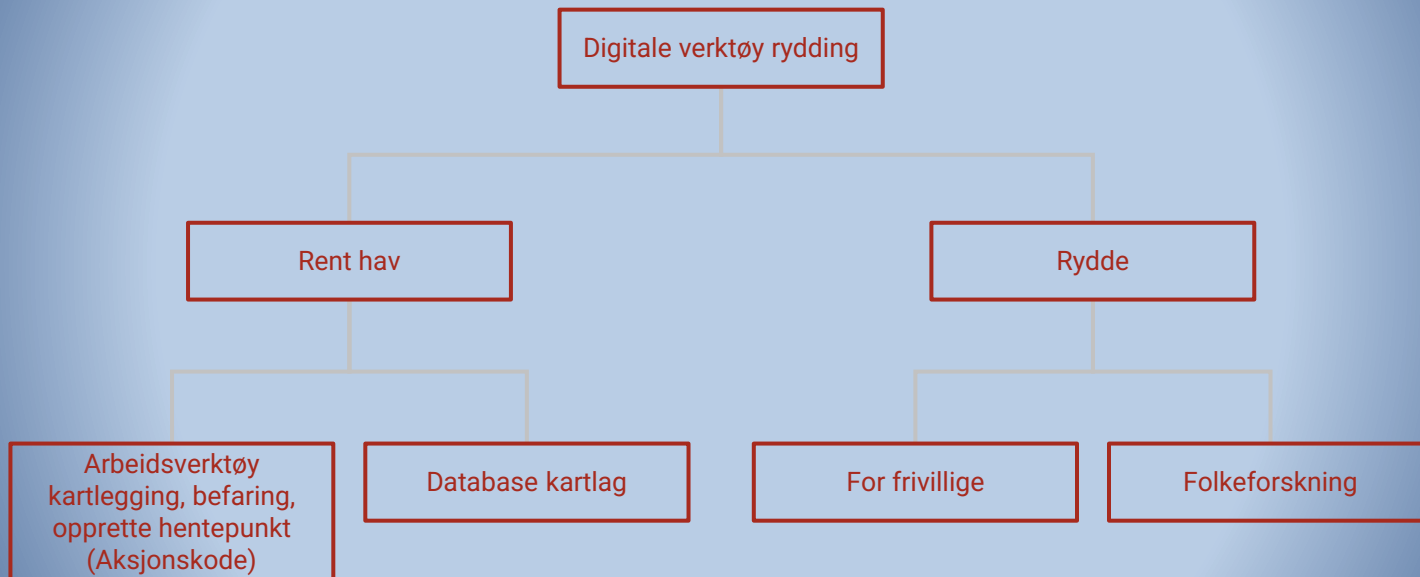 Digitale verktøy rydding
Rent hav
Rydde
Arbeidsverktøy
kartlegging, befaring,
opprette hentepunkt
(Aksjonskode)
Database kartlag
For frivillige
Folkeforskning